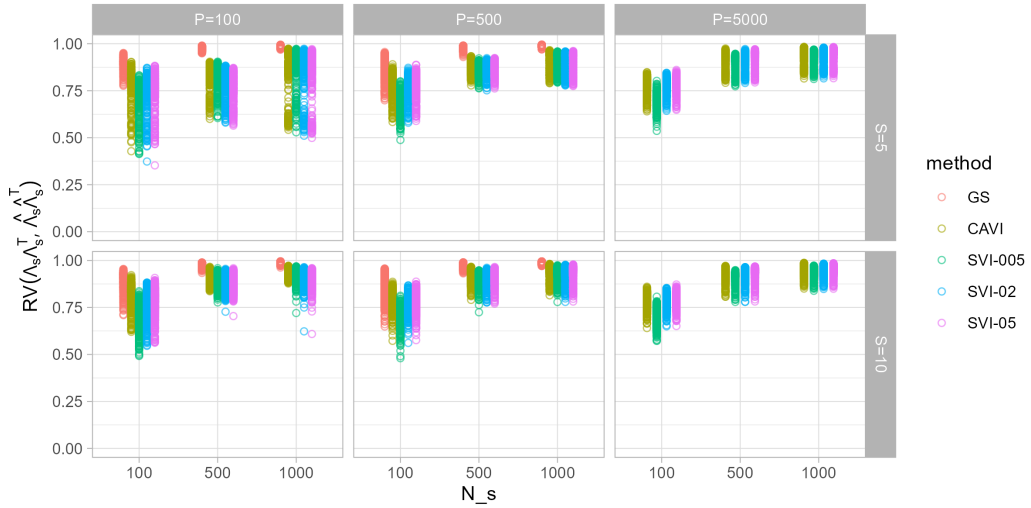 P=100 P=500 P=5000
1.00
0.75
0.50
0.25
0.00
S=5
1.00
0.75
0.50
0.25
0.00
S=10
RV(Λ_sΛ_s^T, Λ̂_sΛ̂_s^T)
100 500 1000 100 500 1000 100 500 1000
N_s
method
GS
CAVI
SVI-005
SVI-02
SVI-05